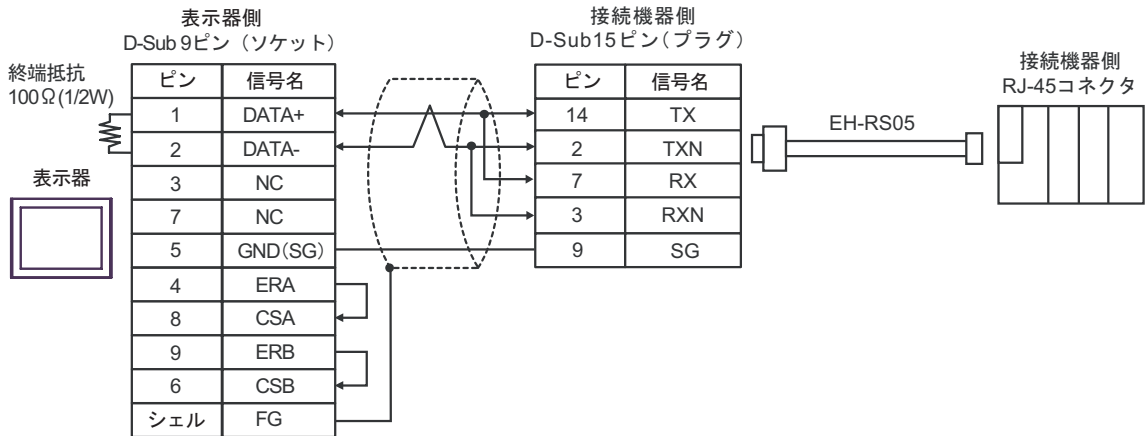 表示器側
D-Sub 9ピン（ソケット）
終端抵抗
100Ω(1/2W)
表示器
ピン 信号名
1 DATA+
2 DATA-
3 NC
7 NC
5 GND(SG)
4 ERA
8 CSA
9 ERB
6 CSB
シェル FG
接続機器側
D-Sub15ピン(プラグ)
ピン 信号名
14 TX
2 TXN
7 RX
3 RXN
9 SG
EH-RS05
接続機器側
RJ-45コネクタ